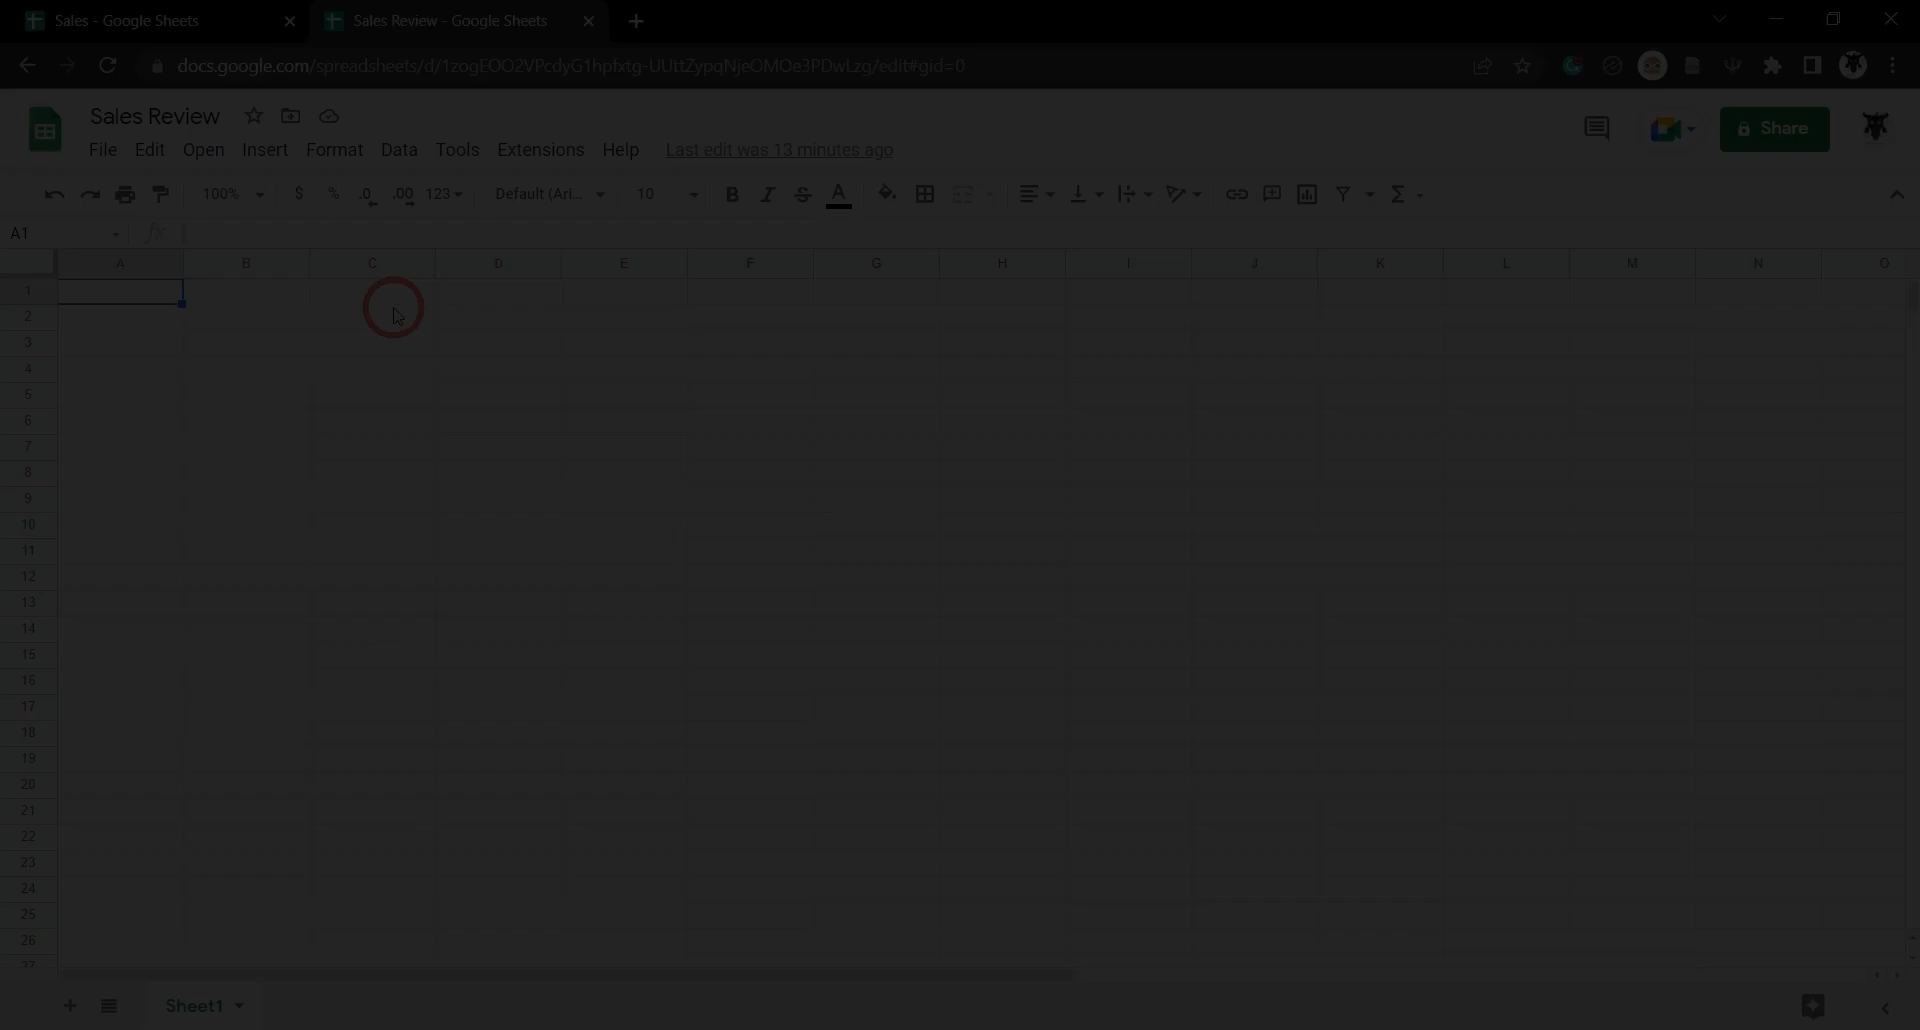 Sales - Google Sheets
Sales Review - Google Sheets
docs.google.com/spreadsheets/d/1zogEOO2VPcdyG1hpfxtg-UUttZypqNjeOMOe3PDwLzg/edit#gid=0
Sales Review
File Edit Open Insert Format Data Tools Extensions Help Last edit was 13 minutes ago
Share
100% $ % .0 .00 123 Default (Ari... 10 B I S A
A1 fx
A B C D E F G H I J K L M N O
1
2
3
4
5
6
7
8
9
10
11
12
13
14
15
16
17
18
19
20
21
22
23
24
25
26
27
Sheet1